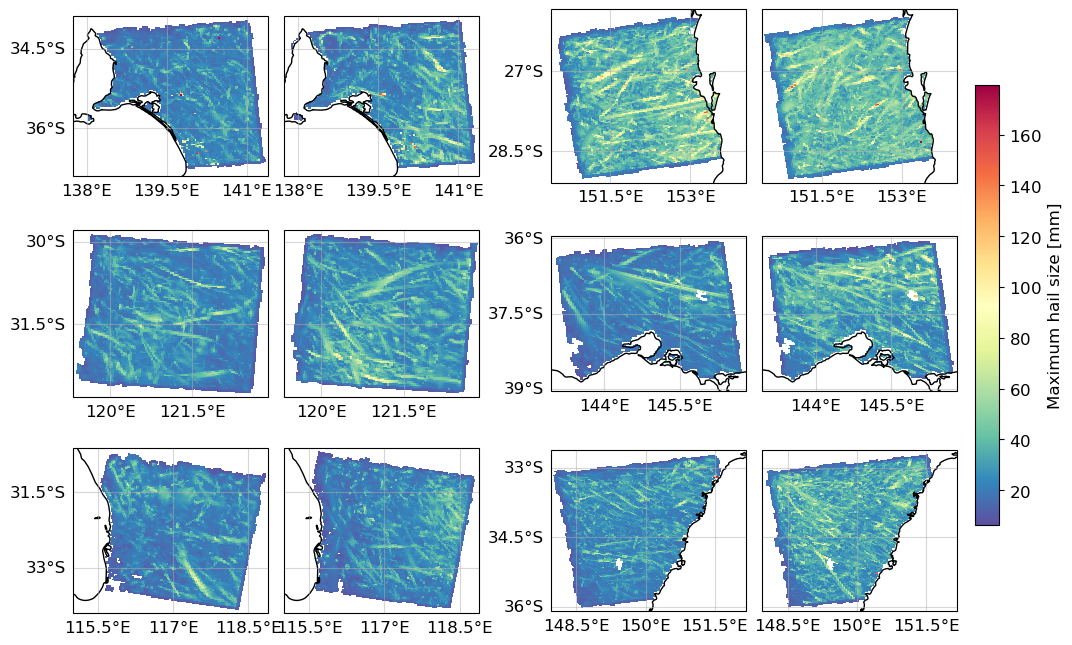 34.5°S
36°S
138°E 139.5°E 141°E 138°E 139.5°E 141°E
27°S
28.5°S
151.5°E 153°E 151.5°E 153°E
30°S
31.5°S
120°E 121.5°E 120°E 121.5°E
36°S
37.5°S
39°S
144°E 145.5°E 144°E 145.5°E
31.5°S
33°S
115.5°E 117°E 118.5°E 115.5°E 117°E 118.5°E
33°S
34.5°S
36°S
148.5°E 150°E 151.5°E 148.5°E 150°E 151.5°E
160
140
120
100
80
60
40
20
Maximum hail size [mm]